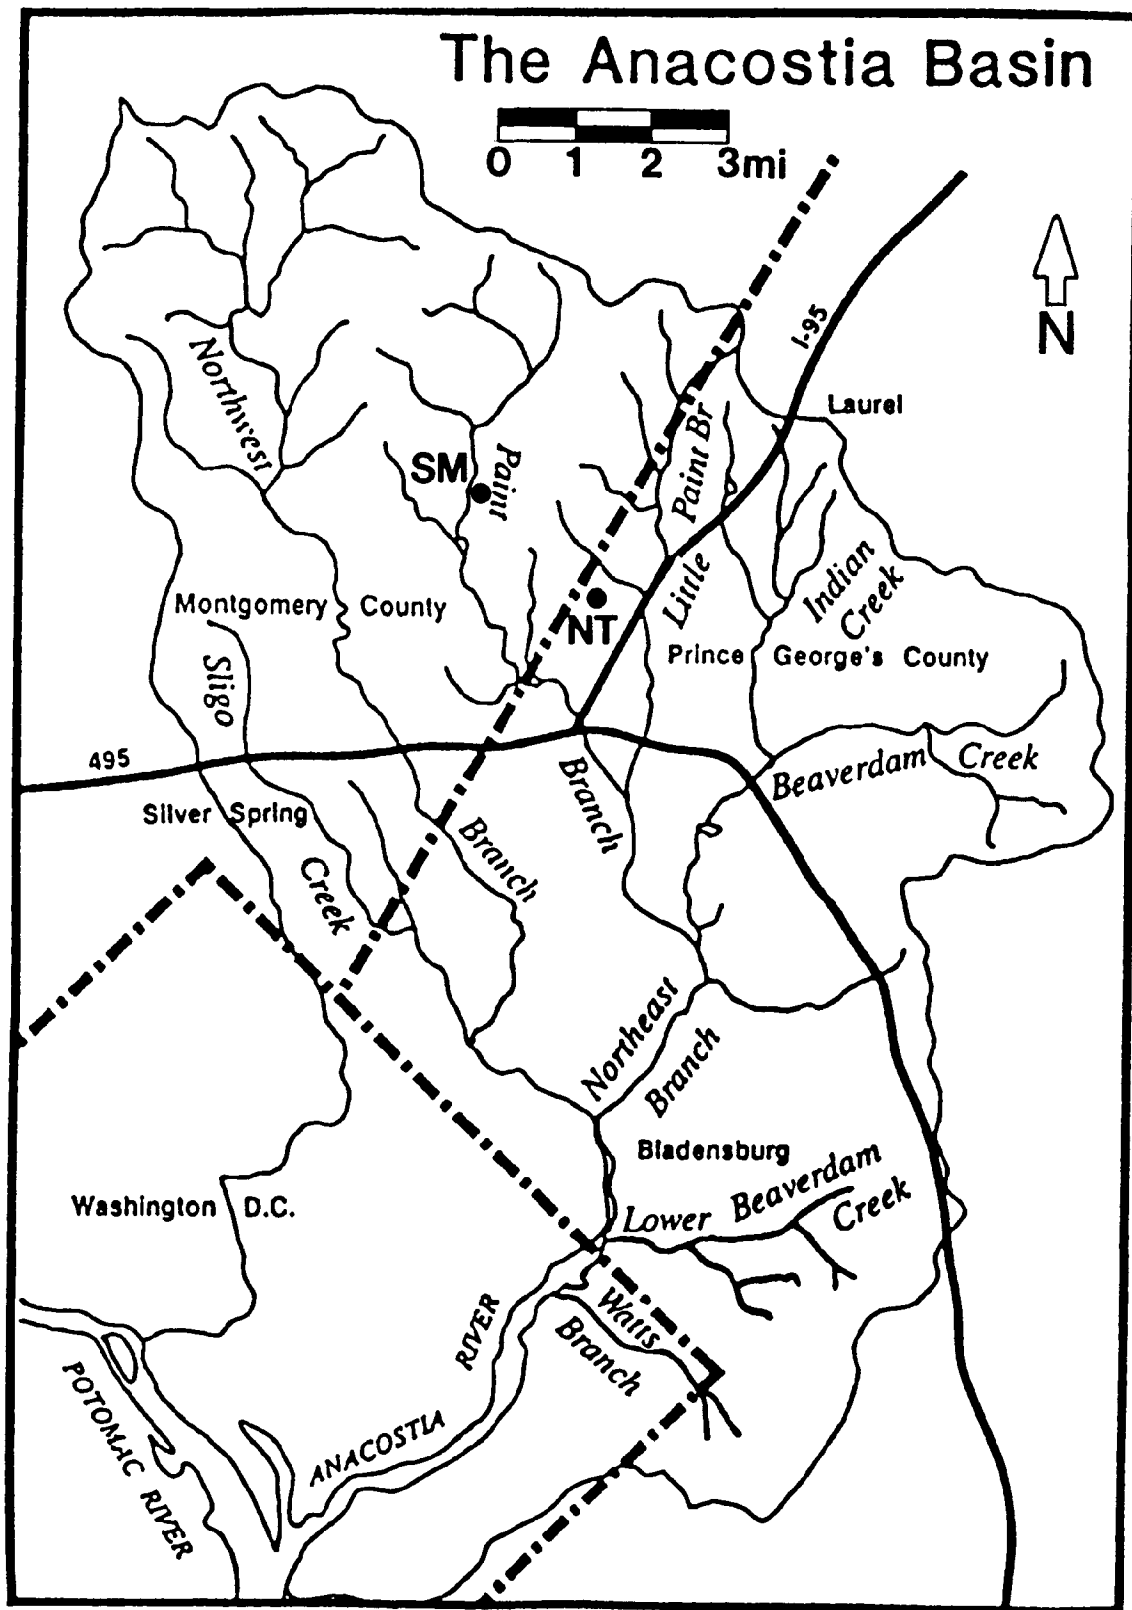 The Anacostia Basin
0 1 2 3mi
I-95
N
Laurel
Northwest
Paint Br
SM
Paint
Little
Indian
Creek
Montgomery County
NT
Prince George's County
Sligo
495
Beaverdam Creek
Silver Spring
Branch
Branch
Creek
Northeast
Branch
Bladensburg
Washington D.C.
Lower Beaverdam
Creek
Watts
Branch
RIVER
ANACOSTIA
POTOMAC RIVER